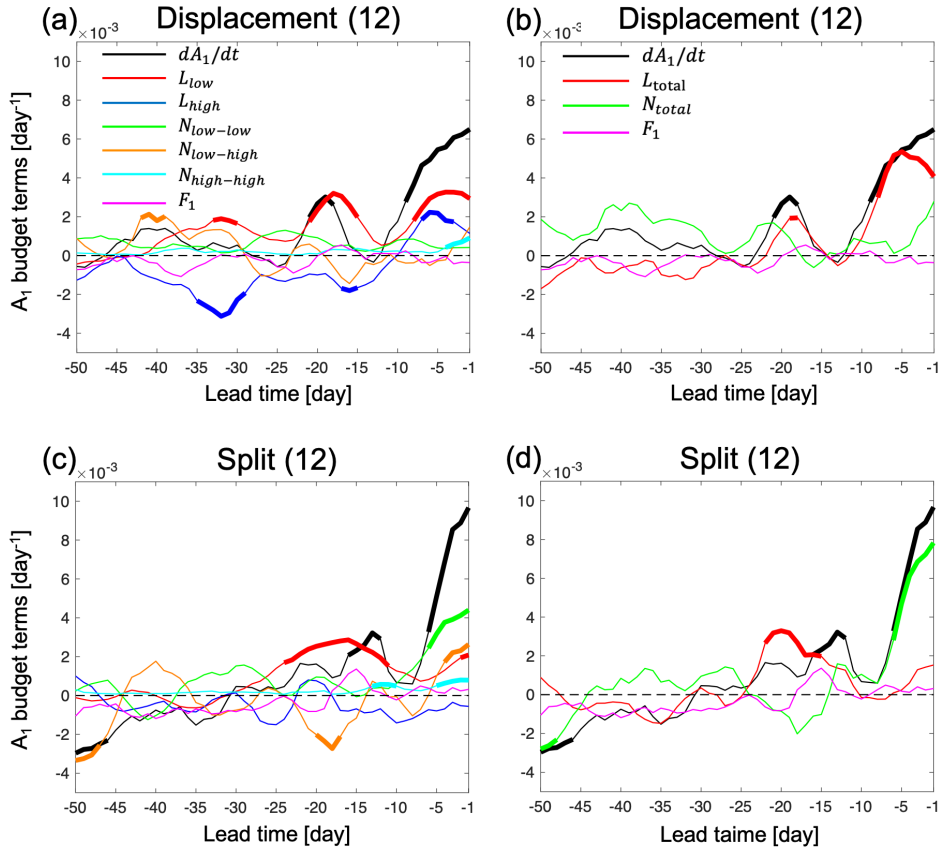 (a) Displacement (12)
×10⁻³
10
8
6
4
2
0
-2
-4
dA₁/dt
L_low
L_high
N_low−low
N_low−high
N_high−high
F₁
A₁ budget terms [day⁻¹]
-50 -45 -40 -35 -30 -25 -20 -15 -10 -5 -1
Lead time [day]
(b) Displacement (12)
×10⁻³
10
8
6
4
2
0
-2
-4
dA₁/dt
L_total
N_total
F₁
-50 -45 -40 -35 -30 -25 -20 -15 -10 -5 -1
Lead time [day]
(c) Split (12)
×10⁻³
10
8
6
4
2
0
-2
-4
A₁ budget terms [day⁻¹]
-50 -45 -40 -35 -30 -25 -20 -15 -10 -5 -1
Lead time [day]
(d) Split (12)
×10⁻³
10
8
6
4
2
0
-2
-4
-50 -45 -40 -35 -30 -25 -20 -15 -10 -5 -1
Lead taime [day]